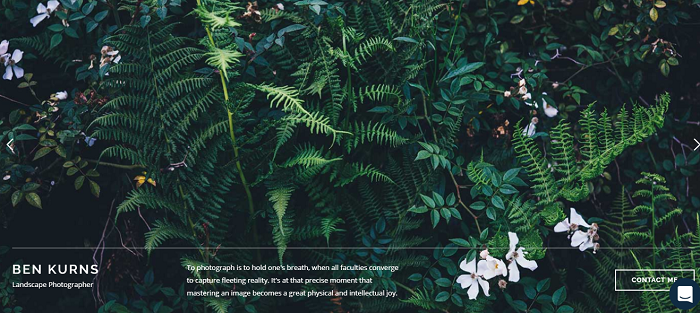 BEN KURNS
Landscape Photographer
To photograph is to hold one's breath, when all faculties converge
to capture fleeting reality. It's at that precise moment that
mastering an image becomes a great physical and intellectual joy.
CONTACT ME